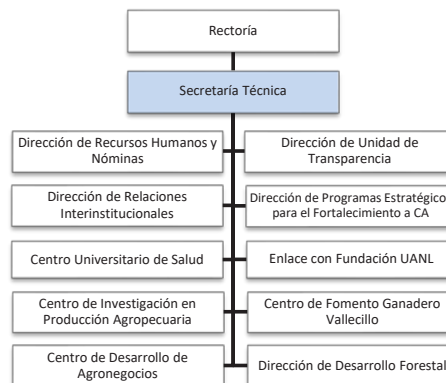 Rectoría
Secretaría Técnica
Dirección de Recursos Humanos y
Nóminas
Dirección de Unidad de
Transparencia
Dirección de Relaciones
Interinstitucionales
Dirección de Programas Estratégico
para el Fortalecimiento a CA
Centro Universitario de Salud
Enlace con Fundación UANL
Centro de Investigación en
Producción Agropecuaria
Centro de Fomento Ganadero
Vallecillo
Centro de Desarrollo de
Agronegocios
Dirección de Desarrollo Forestal